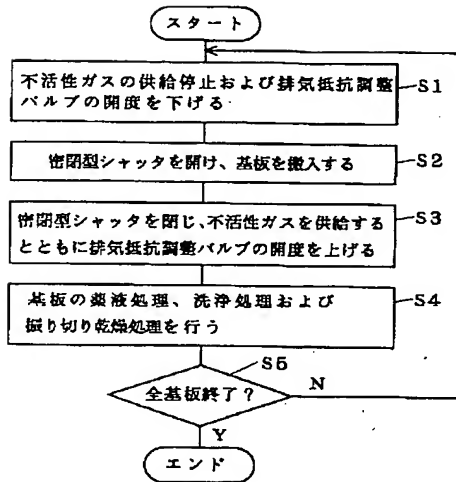 スタート
不活性ガスの供給停止および排気抵抗調整
バルブの開度を下げる
S1
密閉型シャッタを開け、基板を搬入する
S2
密閉型シャッタを閉じ、不活性ガスを供給する
とともに排気抵抗調整バルブの開度を上げる
S3
基板の薬液処理、洗浄処理および
振り切り乾燥処理を行う
S4
S5
全基板終了?
N
Y
エンド